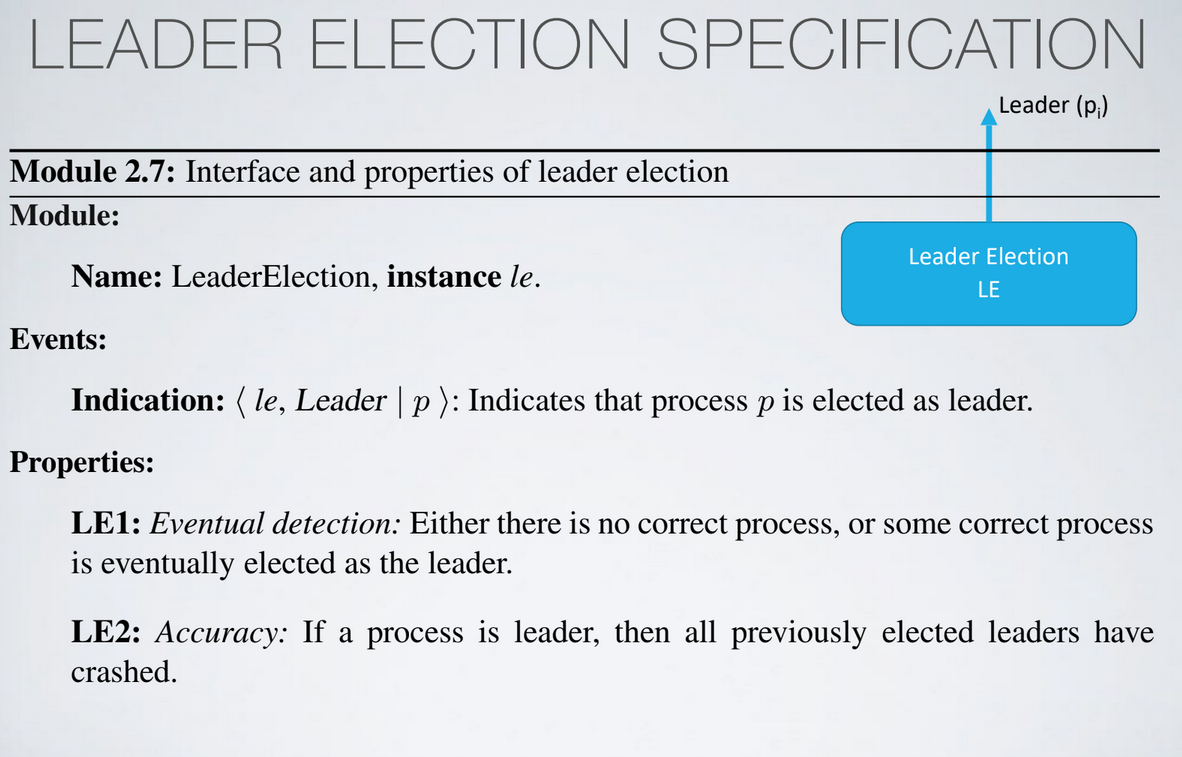 LEADER ELECTION SPECIFICATION
Leader (pᵢ)
Module 2.7: Interface and properties of leader election
Module:
Leader Election
LE
Name: LeaderElection, instance le.
Events:
Indication: ⟨ le, Leader | p ⟩: Indicates that process p is elected as leader.
Properties:
LE1: Eventual detection: Either there is no correct process, or some correct process
is eventually elected as the leader.
LE2: Accuracy: If a process is leader, then all previously elected leaders have
crashed.